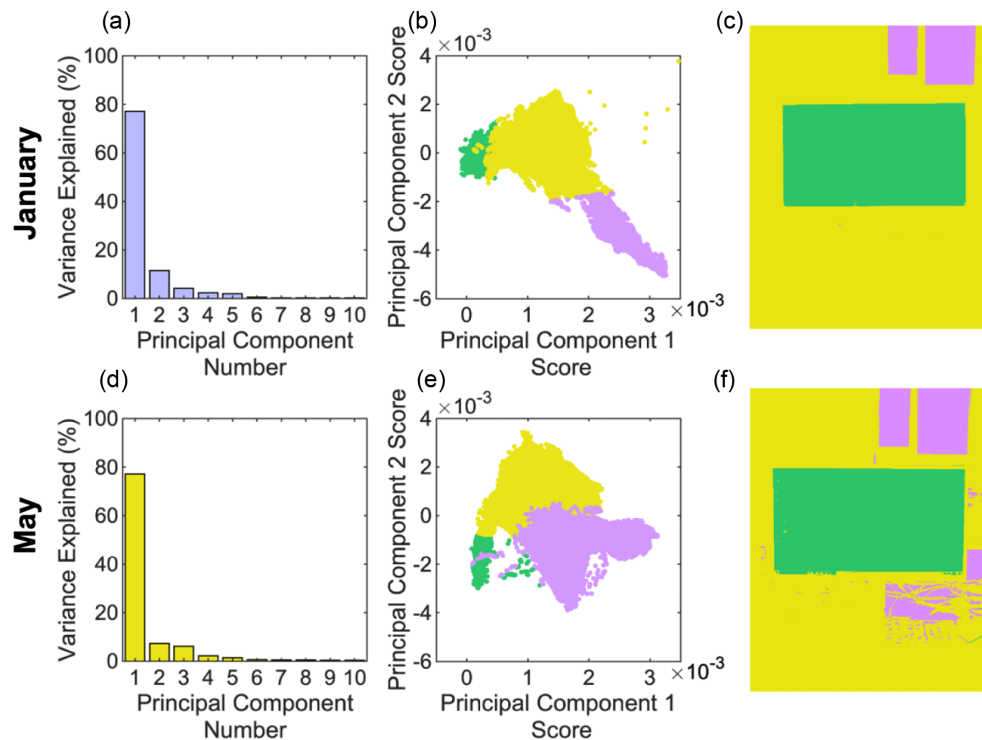 (a)
(b)
(c)
January
Variance Explained (%)
100
80
60
40
20
0
1 2 3 4 5 6 7 8 9 10
Principal Component
Number
Principal Component 2 Score
×10⁻³
4
2
0
-2
-4
-6
0 1 2 3 ×10⁻³
Principal Component 1
Score
(d)
(e)
(f)
May
Variance Explained (%)
100
80
60
40
20
0
1 2 3 4 5 6 7 8 9 10
Principal Component
Number
Principal Component 2 Score
×10⁻³
4
2
0
-2
-4
-6
0 1 2 3 ×10⁻³
Principal Component 1
Score